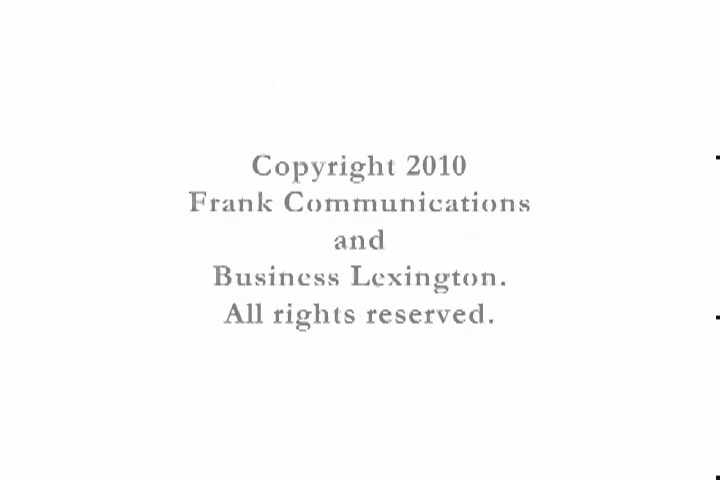 Copyright 2010
Frank Communications
and
Business Lexington.
All rights reserved.